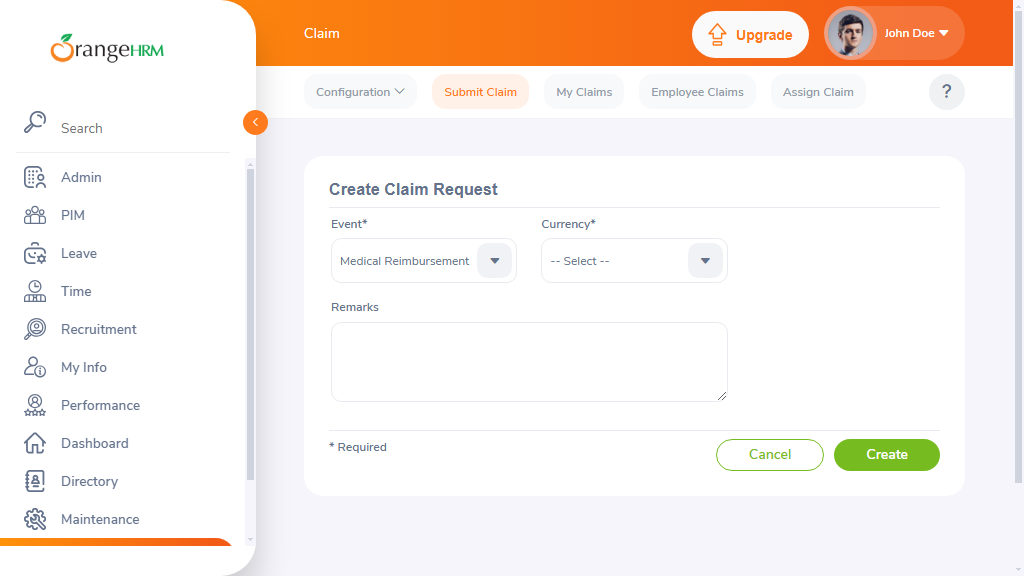 OrangeHRM
Claim
Upgrade
John Doe
Search
Configuration
Submit Claim
My Claims
Employee Claims
Assign Claim
?
Admin
PIM
Leave
Time
Recruitment
My Info
Performance
Dashboard
Directory
Maintenance
Create Claim Request
Event*
Currency*
Medical Reimbursement
-- Select --
Remarks
* Required
Cancel
Create